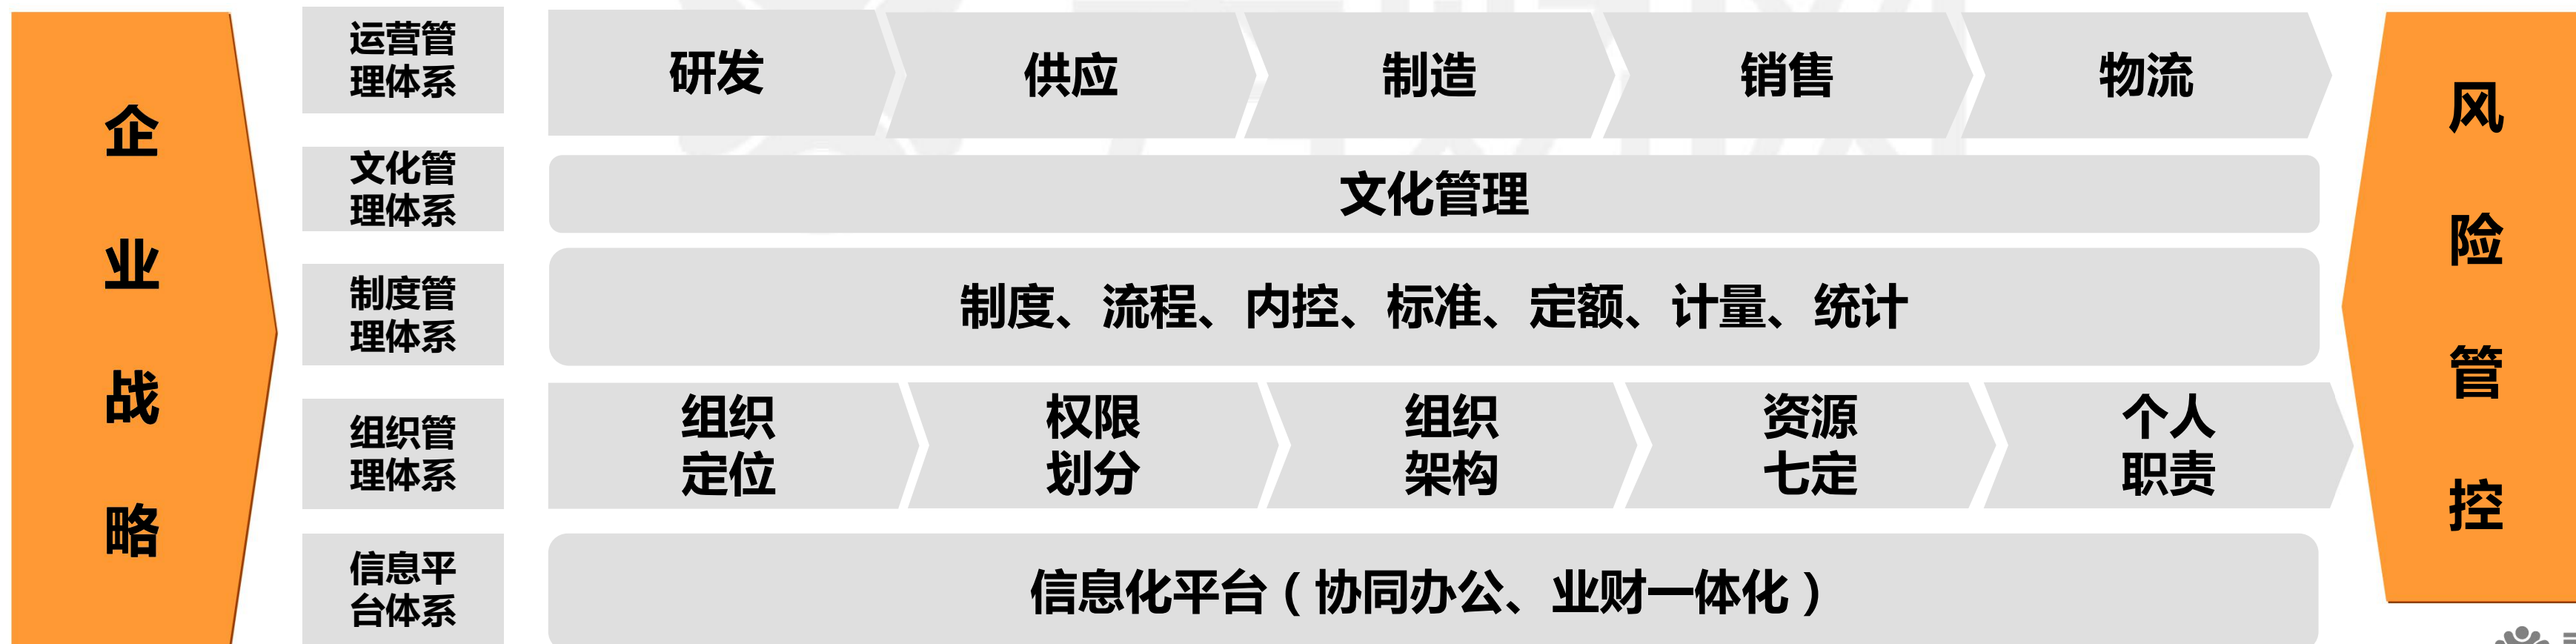 企
业
战
略
运营管
理体系
研发
供应
制造
销售
物流
文化管
理体系
文化管理
制度管
理体系
制度、流程、内控、标准、定额、计量、统计
组织管
理体系
组织
定位
权限
划分
组织
架构
资源
七定
个人
职责
信息平
台体系
信息化平台（协同办公、业财一体化）
风
险
管
控